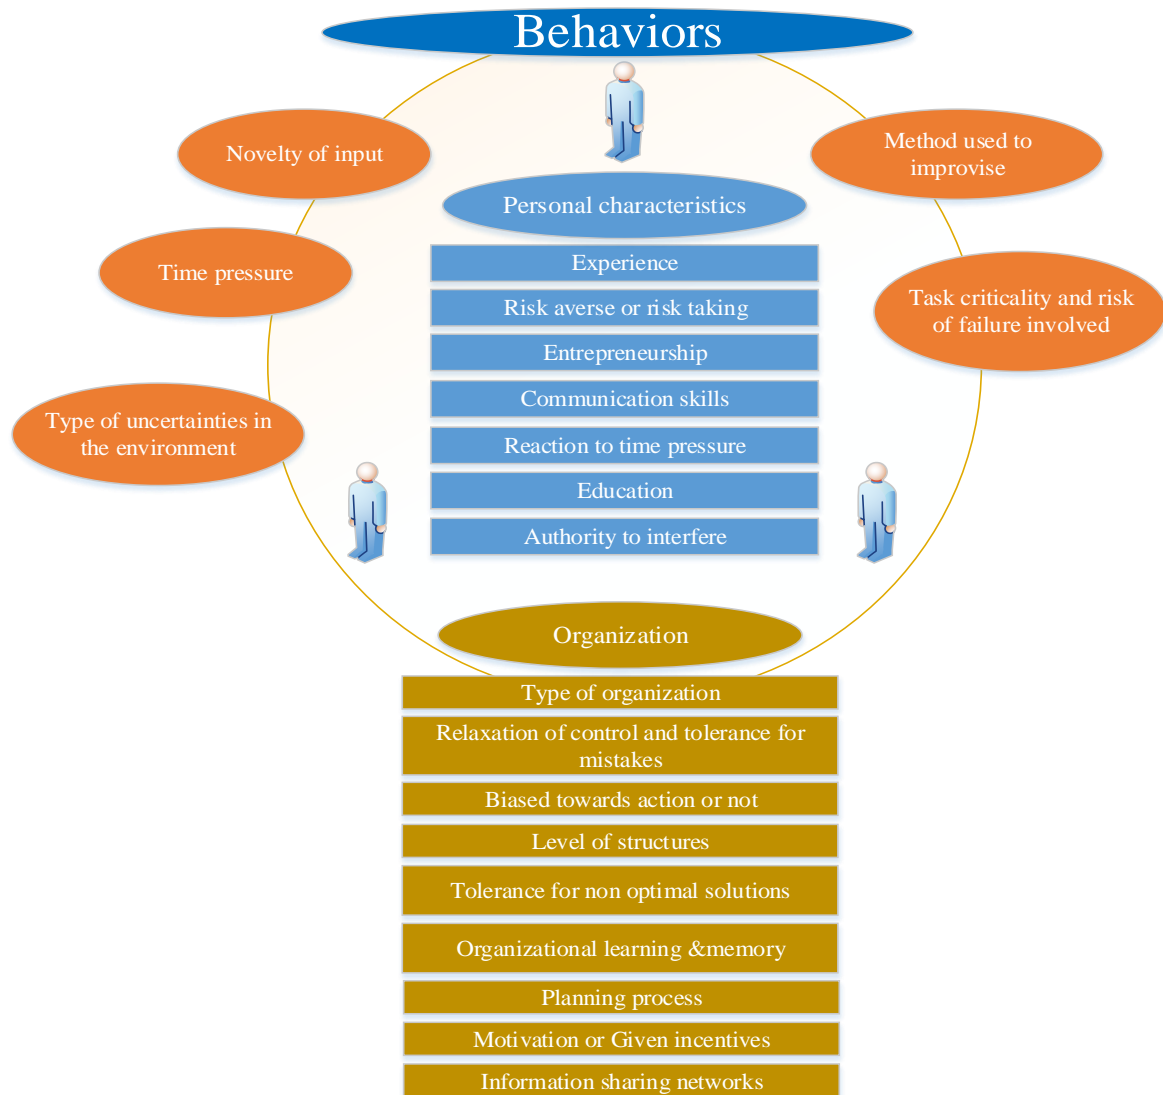 Behaviors
Novelty of input
Method used to
improvise
Personal characteristics
Time pressure
Task criticality and risk
of failure involved
Experience
Risk averse or risk taking
Entrepreneurship
Communication skills
Reaction to time pressure
Education
Authority to interfere
Type of uncertainties in
the environment
Organization
Type of organization
Relaxation of control and tolerance for
mistakes
Biased towards action or not
Level of structures
Tolerance for non optimal solutions
Organizational learning &memory
Planning process
Motivation or Given incentives
Information sharing networks